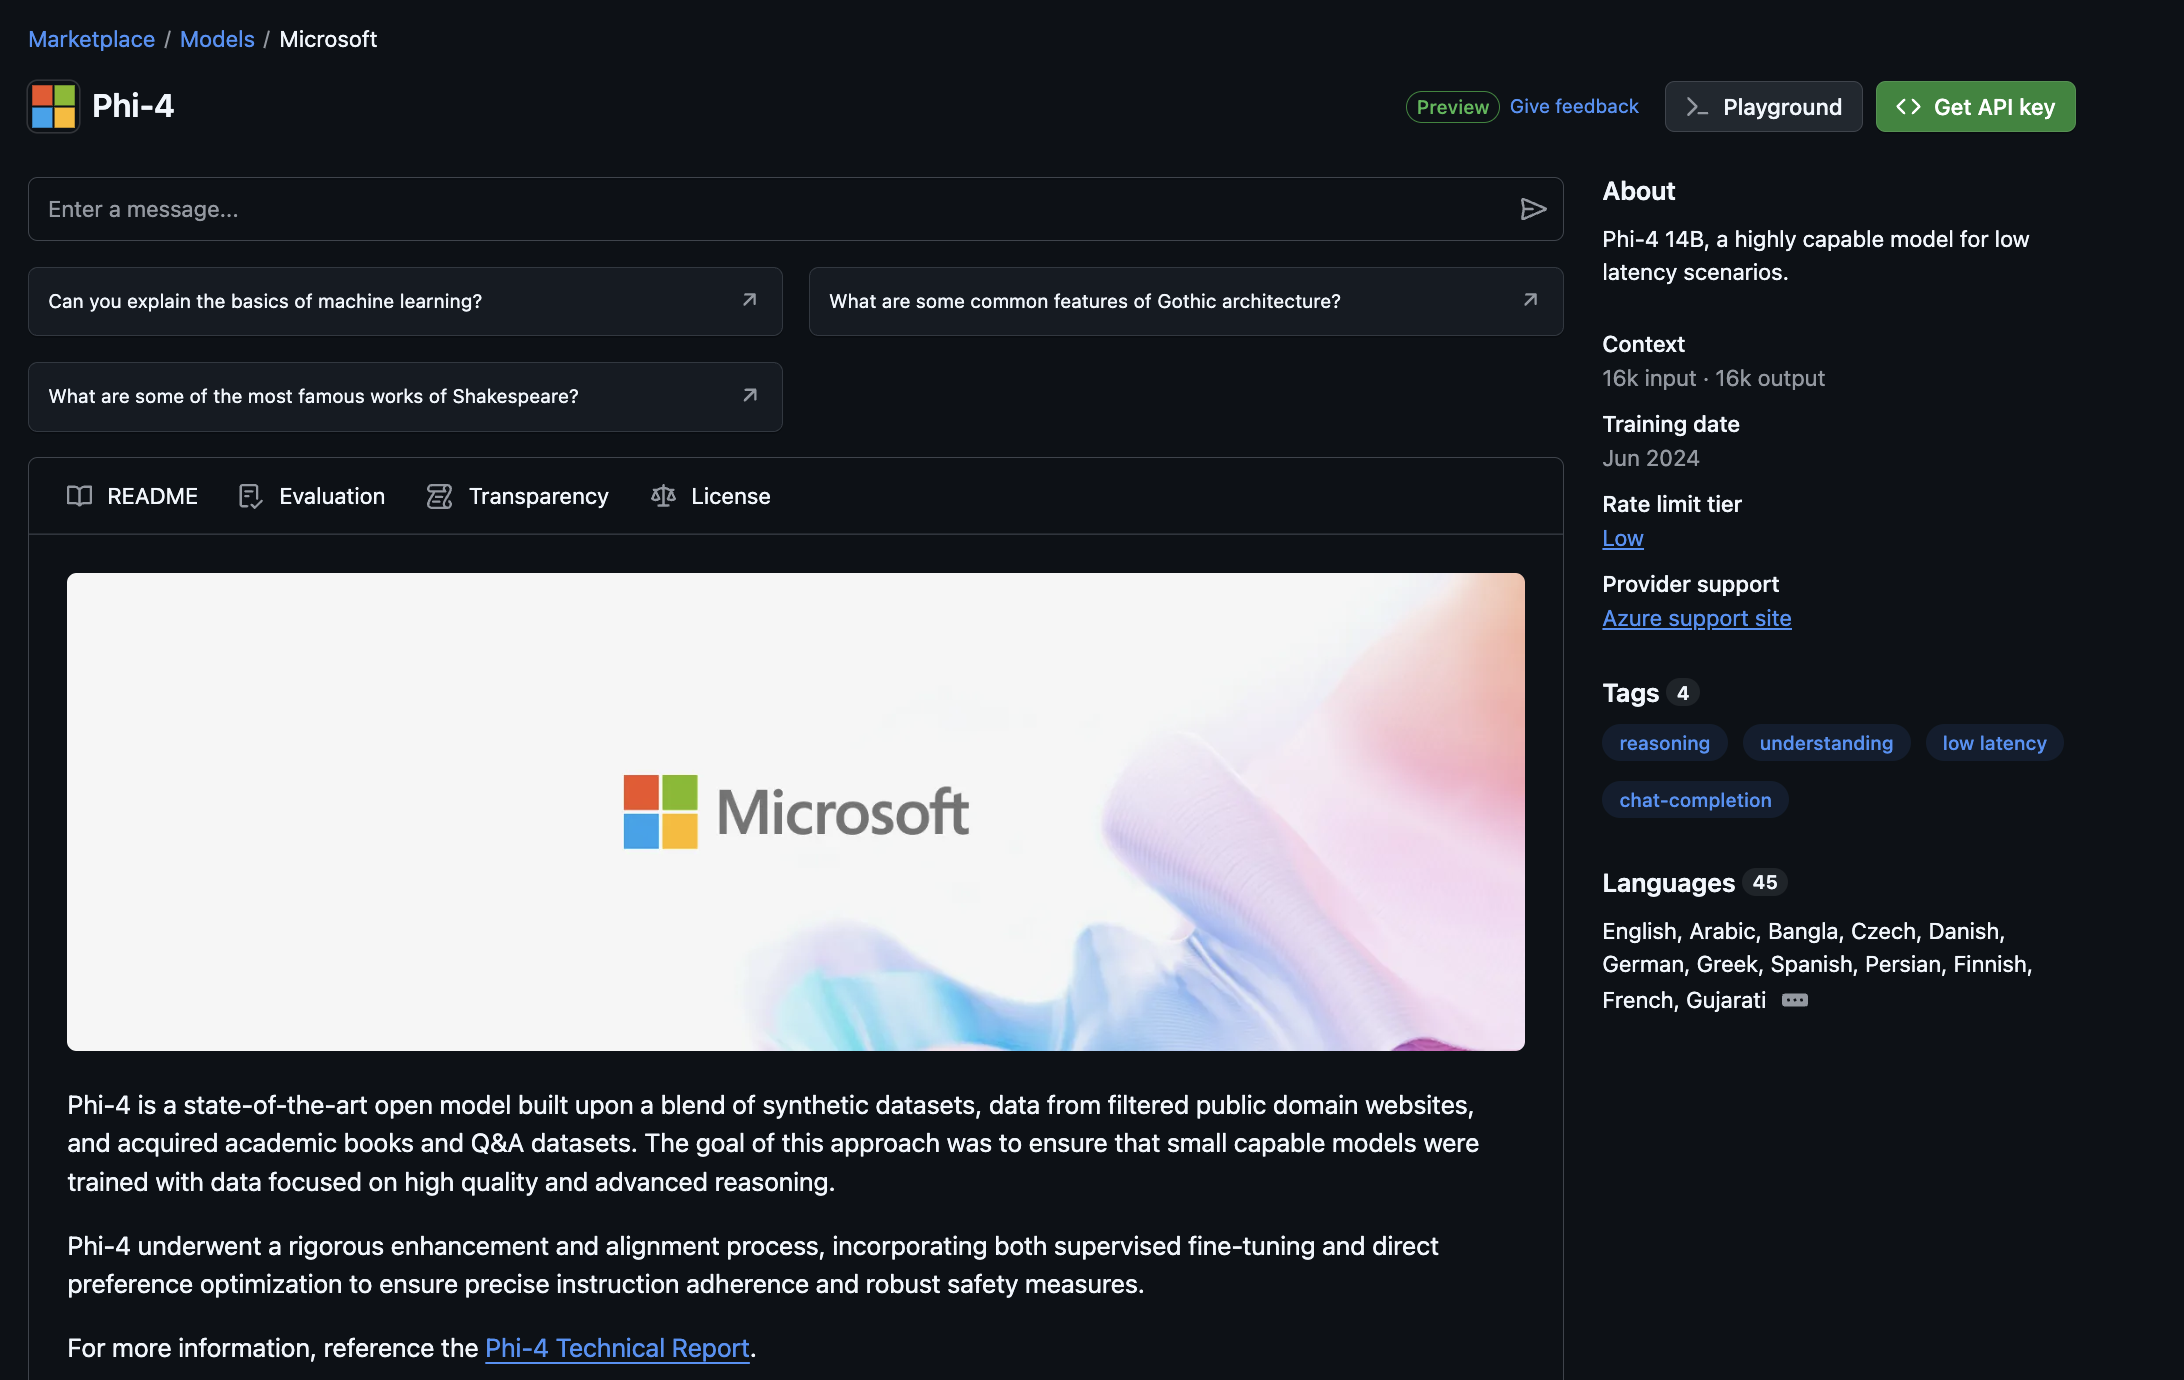 Marketplace / Models / Microsoft
Phi-4
Preview Give feedback Playground Get API key
Enter a message...
Can you explain the basics of machine learning?
What are some common features of Gothic architecture?
What are some of the most famous works of Shakespeare?
README Evaluation Transparency License
Microsoft
Phi-4 is a state-of-the-art open model built upon a blend of synthetic datasets, data from filtered public domain websites,
and acquired academic books and Q&A datasets. The goal of this approach was to ensure that small capable models were
trained with data focused on high quality and advanced reasoning.
Phi-4 underwent a rigorous enhancement and alignment process, incorporating both supervised fine-tuning and direct
preference optimization to ensure precise instruction adherence and robust safety measures.
For more information, reference the Phi-4 Technical Report.
About
Phi-4 14B, a highly capable model for low
latency scenarios.
Context
16k input · 16k output
Training date
Jun 2024
Rate limit tier
Low
Provider support
Azure support site
Tags 4
reasoning understanding low latency
chat-completion
Languages 45
English, Arabic, Bangla, Czech, Danish,
German, Greek, Spanish, Persian, Finnish,
French, Gujarati